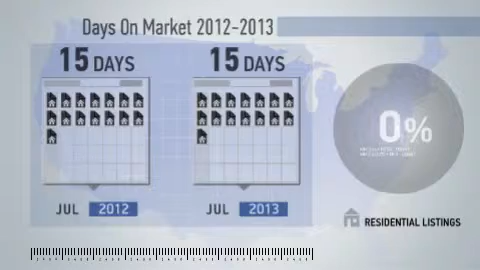 Days On Market 2012-2013
15 DAYS
15 DAYS
0%
JUL 2012
JUL 2013
RESIDENTIAL LISTINGS